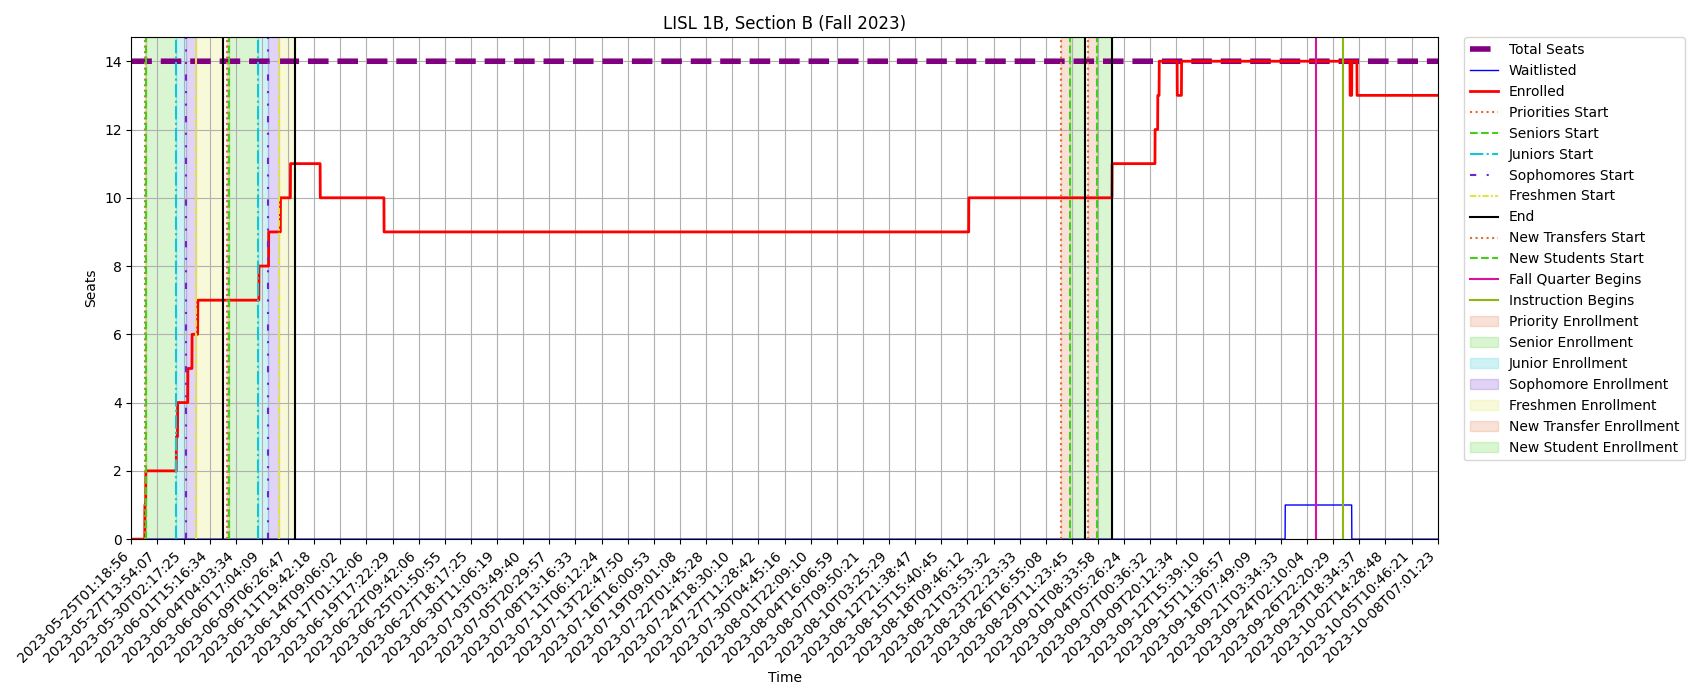 LISL 1B, Section B (Fall 2023)
14
12
10
8
6
4
2
0
Seats
2023-05-25T01:18:56
2023-05-27T13:54:07
2023-05-30T02:17:25
2023-06-01T15:16:34
2023-06-04T04:03:34
2023-06-06T17:04:09
2023-06-09T06:26:47
2023-06-11T19:42:18
2023-06-14T09:06:02
2023-06-17T01:12:06
2023-06-19T17:22:29
2023-06-22T09:42:06
2023-06-25T01:50:55
2023-06-27T18:17:25
2023-06-30T11:06:19
2023-07-03T03:49:40
2023-07-05T20:29:57
2023-07-08T13:16:33
2023-07-11T06:12:24
2023-07-13T22:47:50
2023-07-16T16:00:53
2023-07-19T09:01:08
2023-07-22T01:45:28
2023-07-24T18:30:10
2023-07-27T11:28:42
2023-07-30T04:45:16
2023-08-01T22:09:10
2023-08-04T16:06:59
2023-08-07T09:50:21
2023-08-10T03:25:29
2023-08-12T21:38:47
2023-08-15T15:40:45
2023-08-18T09:46:12
2023-08-21T03:53:32
2023-08-23T22:23:33
2023-08-26T16:55:08
2023-08-29T11:23:45
2023-09-01T08:33:58
2023-09-04T05:26:24
2023-09-07T00:36:32
2023-09-09T20:12:34
2023-09-12T15:39:10
2023-09-15T11:36:57
2023-09-18T07:49:09
2023-09-21T03:34:33
2023-09-24T02:10:04
2023-09-26T22:20:29
2023-09-29T18:34:37
2023-10-02T14:28:48
2023-10-05T10:46:21
2023-10-08T07:01:23
Time
Total Seats
Waitlisted
Enrolled
Priorities Start
Seniors Start
Juniors Start
Sophomores Start
Freshmen Start
End
New Transfers Start
New Students Start
Fall Quarter Begins
Instruction Begins
Priority Enrollment
Senior Enrollment
Junior Enrollment
Sophomore Enrollment
Freshmen Enrollment
New Transfer Enrollment
New Student Enrollment